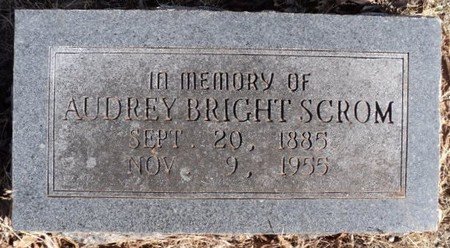 IN MEMORY OF
AUDREY BRIGHT SCROM
SEPT. 20, 1885
NOV. 9, 1955